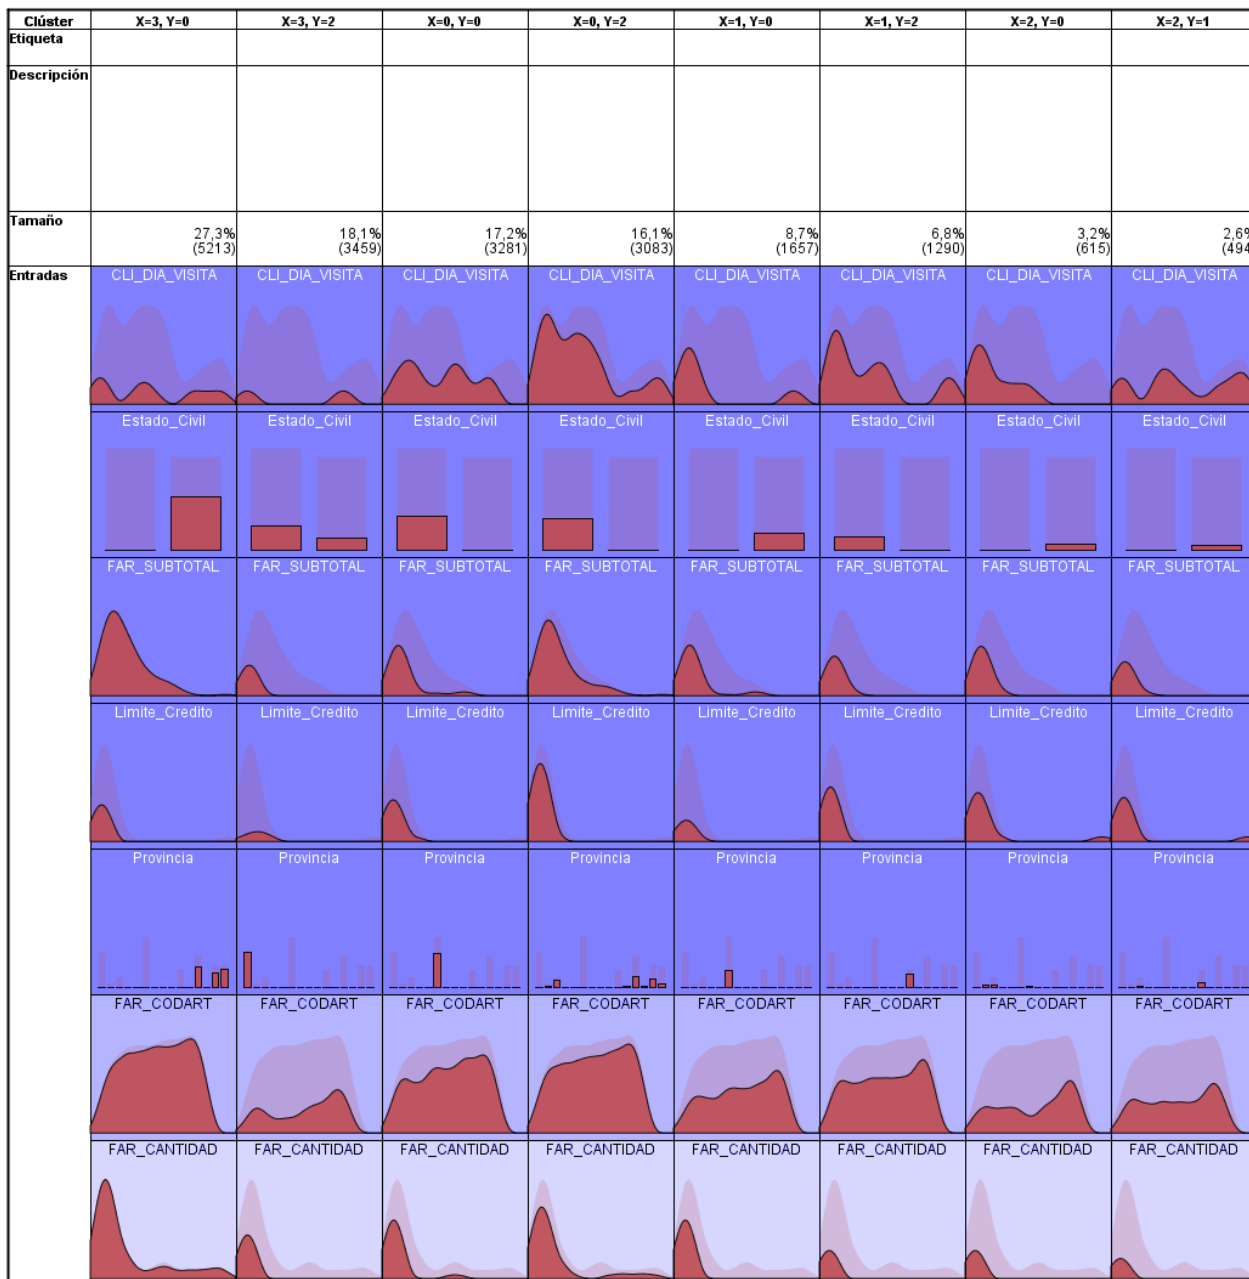 Clúster X=3, Y=0 X=3, Y=2 X=0, Y=0 X=0, Y=2 X=1, Y=0 X=1, Y=2 X=2, Y=0 X=2, Y=1
Etiqueta
Descripción
Tamaño
27,3% 18,1% 17,2% 16,1% 8,7% 6,8% 3,2% 2,6%
(5213) (3459) (3281) (3083) (1657) (1290) (615) (494
Entradas CLI_DIA_VISITA CLI_DIA_VISITA CLI_DIA_VISITA CLI_DIA_VISITA CLI_DIA_VISITA CLI_DIA_VISITA CLI_DIA_VISITA CLI_DIA_VISITA
Estado_Civil Estado_Civil Estado_Civil Estado_Civil Estado_Civil Estado_Civil Estado_Civil Estado_Civil
FAR_SUBTOTAL FAR_SUBTOTAL FAR_SUBTOTAL FAR_SUBTOTAL FAR_SUBTOTAL FAR_SUBTOTAL FAR_SUBTOTAL FAR_SUBTOTAL
Limite_Credito Limite_Credito Limite_Credito Limite_Credito Limite_Credito Limite_Credito Limite_Credito Limite_Credito
Provincia Provincia Provincia Provincia Provincia Provincia Provincia Provincia
FAR_CODART FAR_CODART FAR_CODART FAR_CODART FAR_CODART FAR_CODART FAR_CODART FAR_CODART
FAR_CANTIDAD FAR_CANTIDAD FAR_CANTIDAD FAR_CANTIDAD FAR_CANTIDAD FAR_CANTIDAD FAR_CANTIDAD FAR_CANTIDAD